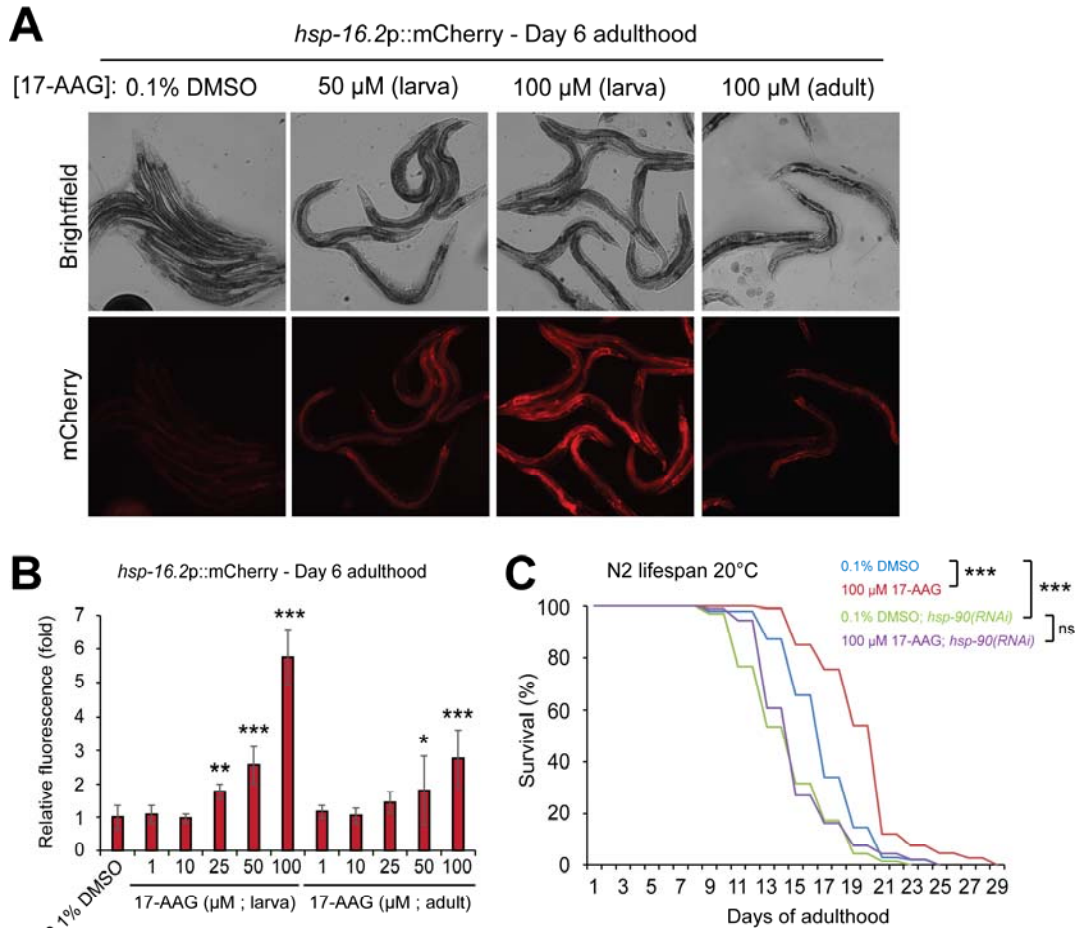 A
hsp-16.2p::mCherry - Day 6 adulthood
[17-AAG]: 0.1% DMSO 50 µM (larva) 100 µM (larva) 100 µM (adult)
Brightfield
mCherry
B
hsp-16.2p::mCherry - Day 6 adulthood
Relative fluorescence (fold)
7
6
5
4
3
2
1
0
** *** *** * ***
0.1% DMSO
1 10 25 50 100 1 10 25 50 100
17-AAG (µM ; larva) 17-AAG (µM ; adult)
C
N2 lifespan 20°C
0.1% DMSO
100 µM 17-AAG
***
0.1% DMSO; hsp-90(RNAi)
100 µM 17-AAG; hsp-90(RNAi)
***
ns
Survival (%)
100
80
60
40
20
0
1 3 5 7 9 11 13 15 17 19 21 23 25 27 29
Days of adulthood